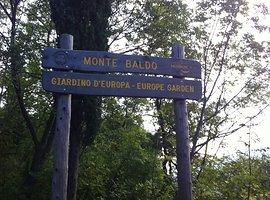 MONTE BALDO
GIARDINO D'EUROPA - EUROPE GARDEN